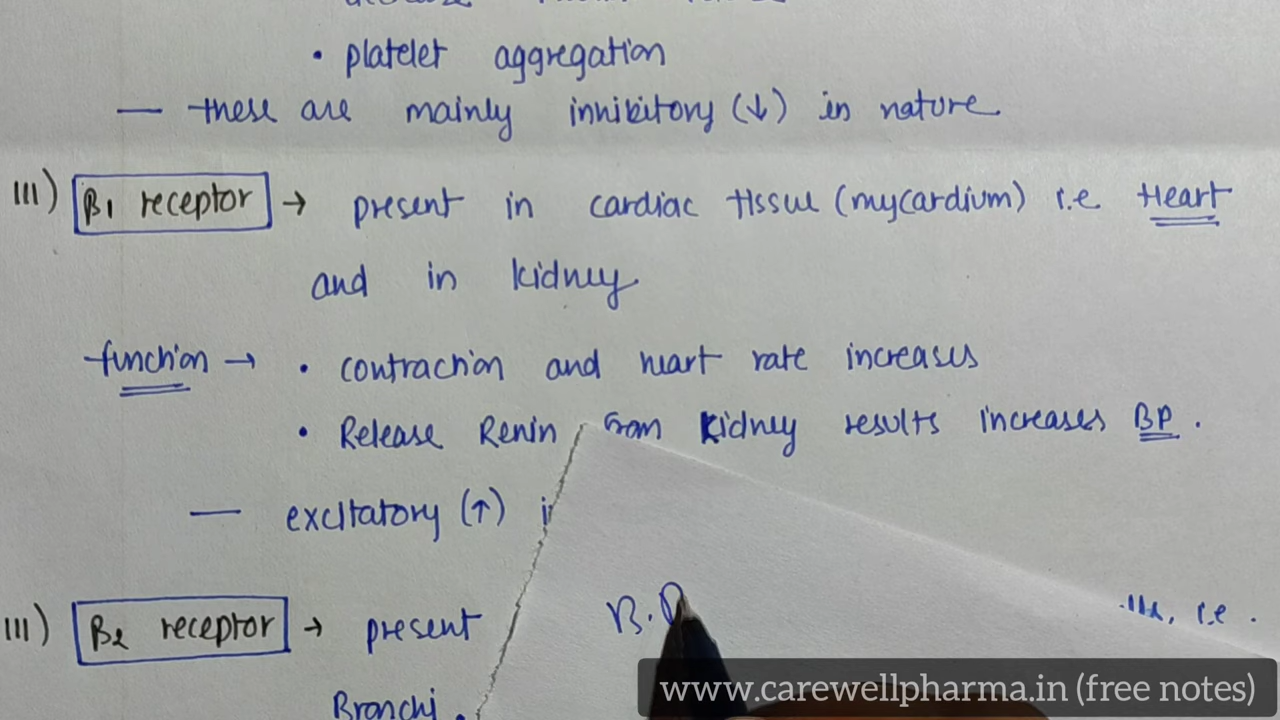 • platelet aggregation
— these are mainly inhibitory (↓) in nature
III) β1 receptor → present in cardiac tissue (mycardium) i.e Heart
and in kidney
function → • contraction and heart rate increases
• Release Renin from kidney results increases BP.
— excitatory (↑)
III) β2 receptor → present i.e.
B.P
Bronchi.
www.carewellpharma.in (free notes)